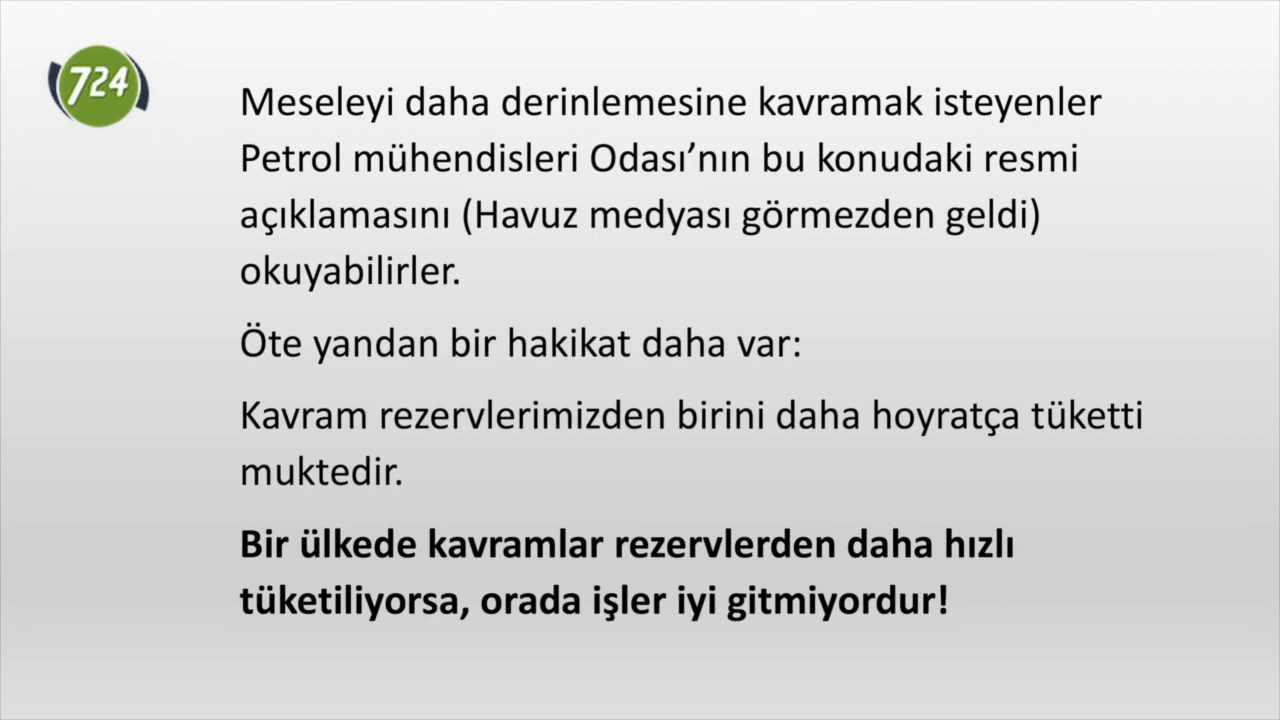 724
Meseleyi daha derinlemesine kavramak isteyenler
Petrol mühendisleri Odası’nın bu konudaki resmi
açıklamasını (Havuz medyası görmezden geldi)
okuyabilirler.
Öte yandan bir hakikat daha var:
Kavram rezervlerimizden birini daha hoyratça tüketti
muktedir.
Bir ülkede kavramlar rezervlerden daha hızlı
tüketiliyorsa, orada işler iyi gitmiyordur!